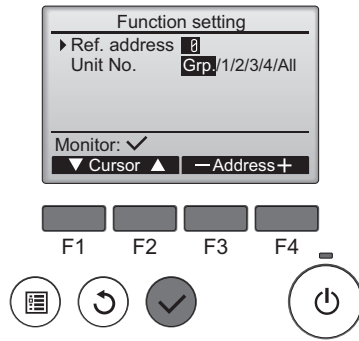 Function setting
Ref. address 0
Unit No. Grp./1/2/3/4/All
Monitor: ✓
▼ Cursor ▲ －Address＋
F1 F2 F3 F4